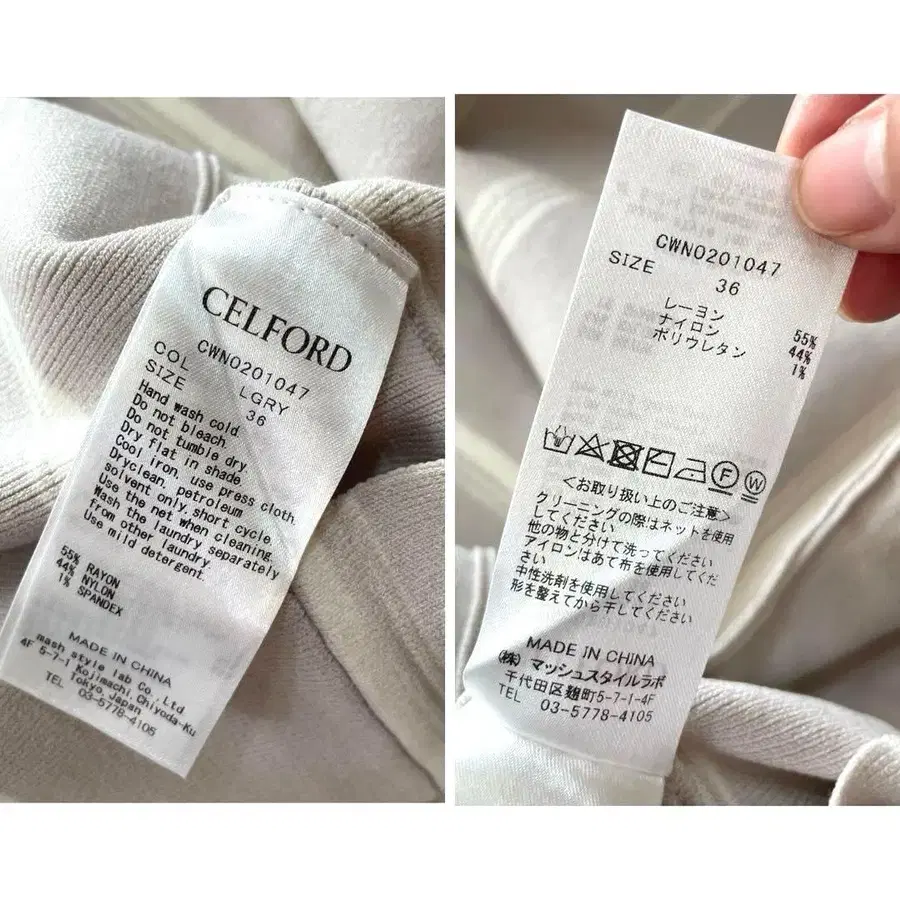 CELFORD
CWNO201047
COL LGRY
SIZE 36
Hand wash cold
Do not bleach
Do not tumble dry
Dry flat in shade
Cool iron, use press cloth.
Dryclean, petroleum
solvent only, short cycle
Use the net when cleaning.
Wash the laundry separately
from other laundry.
Use mild detergent.
55% RAYON
44% NYLON
1% SPANDEX
MADE IN CHINA
mash style lab Co., Ltd.
4F 5-7-1 Kojimachi, Chiyoda-Ku
Tokyo, Japan
TEL 03-5778-4105
CWNO201047
SIZE 36
レーヨン 55%
ナイロン 44%
ポリウレタン 1%
F
W
<お取り扱い上のご注意>
クリーニングの際はネットを使用
してください
他の物と分けて洗ってください
アイロンはあて布を使用してくだ
さい
中性洗剤を使用してください
形を整えてから干してください
MADE IN CHINA
(株) マッシュスタイルラボ
千代田区麹町5-7-1-4F
TEL 03-5778-4105